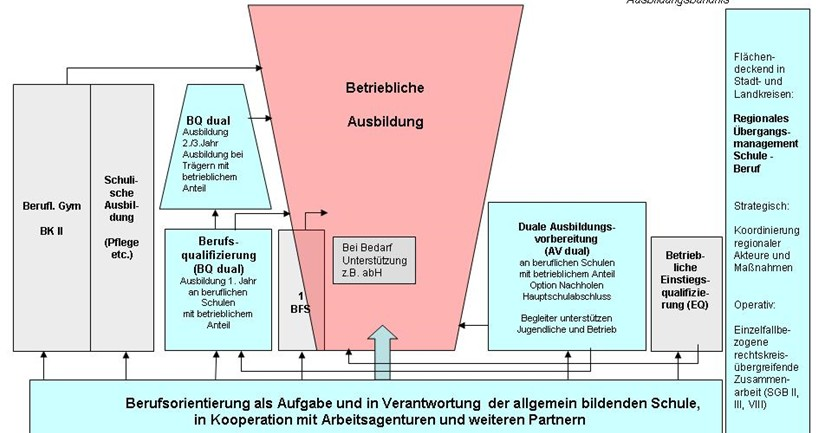 Ausbildungsbündnis
Betriebliche
Ausbildung
BQ dual
Ausbildung
2./3.Jahr
Ausbildung bei
Trägern mit
betrieblichem
Anteil
Berufl. Gym
BK II
Schuli-
sche
Ausbil-
dung
(Pflege
etc.)
Berufs-
qualifizierung
(BQ dual)
Ausbildung 1. Jahr
an beruflichen
Schulen
mit betrieblichem
Anteil
1
BFS
Bei Bedarf
Unterstützung
z.B. abH
Duale Ausbildungs-
vorbereitung
(AV dual)
an beruflichen Schulen
mit betrieblichem Anteil
Option Nachholen
Hauptschulabschluss
Begleiter unterstützen
Jugendliche und Betrieb
Betrieb-
liche
Einstiegs-
qualifizie-
rung (EQ)
Flächen-
deckend in
Stadt- und
Landkreisen:
Regionales
Übergangs-
management
Schule -
Beruf
Strategisch:
Koordinierung
regionaler
Akteure und
Maßnahmen
Operativ:
Einzelfallbe-
zogene
rechtskreis-
übergreifende
Zusammen-
arbeit (SGB II,
III, VIII)
Berufsorientierung als Aufgabe und in Verantwortung der allgemein bildenden Schule,
in Kooperation mit Arbeitsagenturen und weiteren Partnern